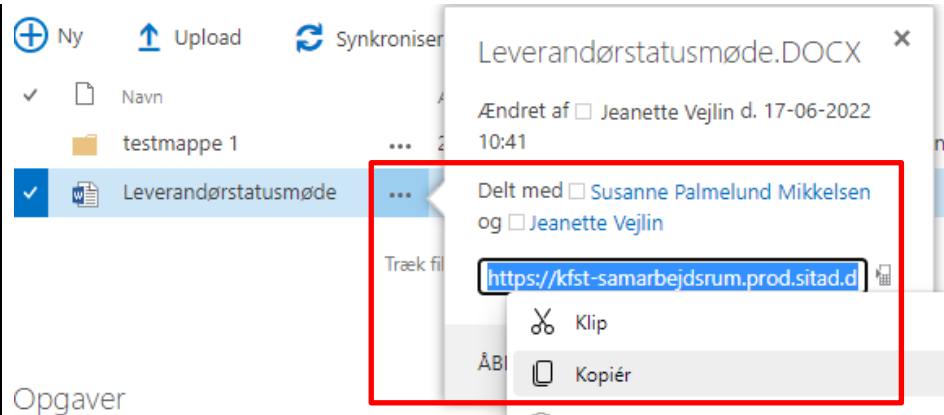 Ny Upload Synkroniser
Navn
testmappe 1 •••
Leverandørstatusmøde •••
Træk fil
Opgaver
Leverandørstatusmøde.DOCX
Ændret af Jeanette Vejlin d. 17-06-2022
10:41
Delt med Susanne Palmelund Mikkelsen
og Jeanette Vejlin
https://kfst-samarbejdsrum.prod.sitad.d
Klip
Kopiér